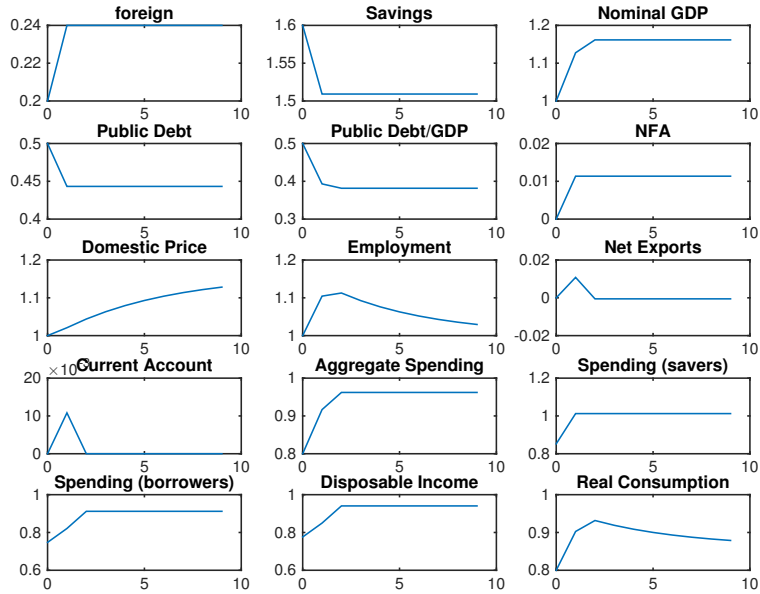 foreign
0.24
0.22
0.2
0 5 10
Savings
1.6
1.55
1.5
0 5 10
Nominal GDP
1.2
1.1
1
0 5 10
Public Debt
0.5
0.45
0.4
0 5 10
Public Debt/GDP
0.5
0.4
0.3
0 5 10
NFA
0.02
0.01
0
0 5 10
Domestic Price
1.2
1.1
1
0 5 10
Employment
1.2
1.1
1
0 5 10
Net Exports
0.02
0
-0.02
0 5 10
Current Account
×10
20
10
0
0 5 10
Aggregate Spending
1
0.9
0.8
0 5 10
Spending (savers)
1.2
1
0.8
0 5 10
Spending (borrowers)
1
0.8
0.6
0 5 10
Disposable Income
1
0.8
0.6
0 5 10
Real Consumption
1
0.9
0.8
0 5 10